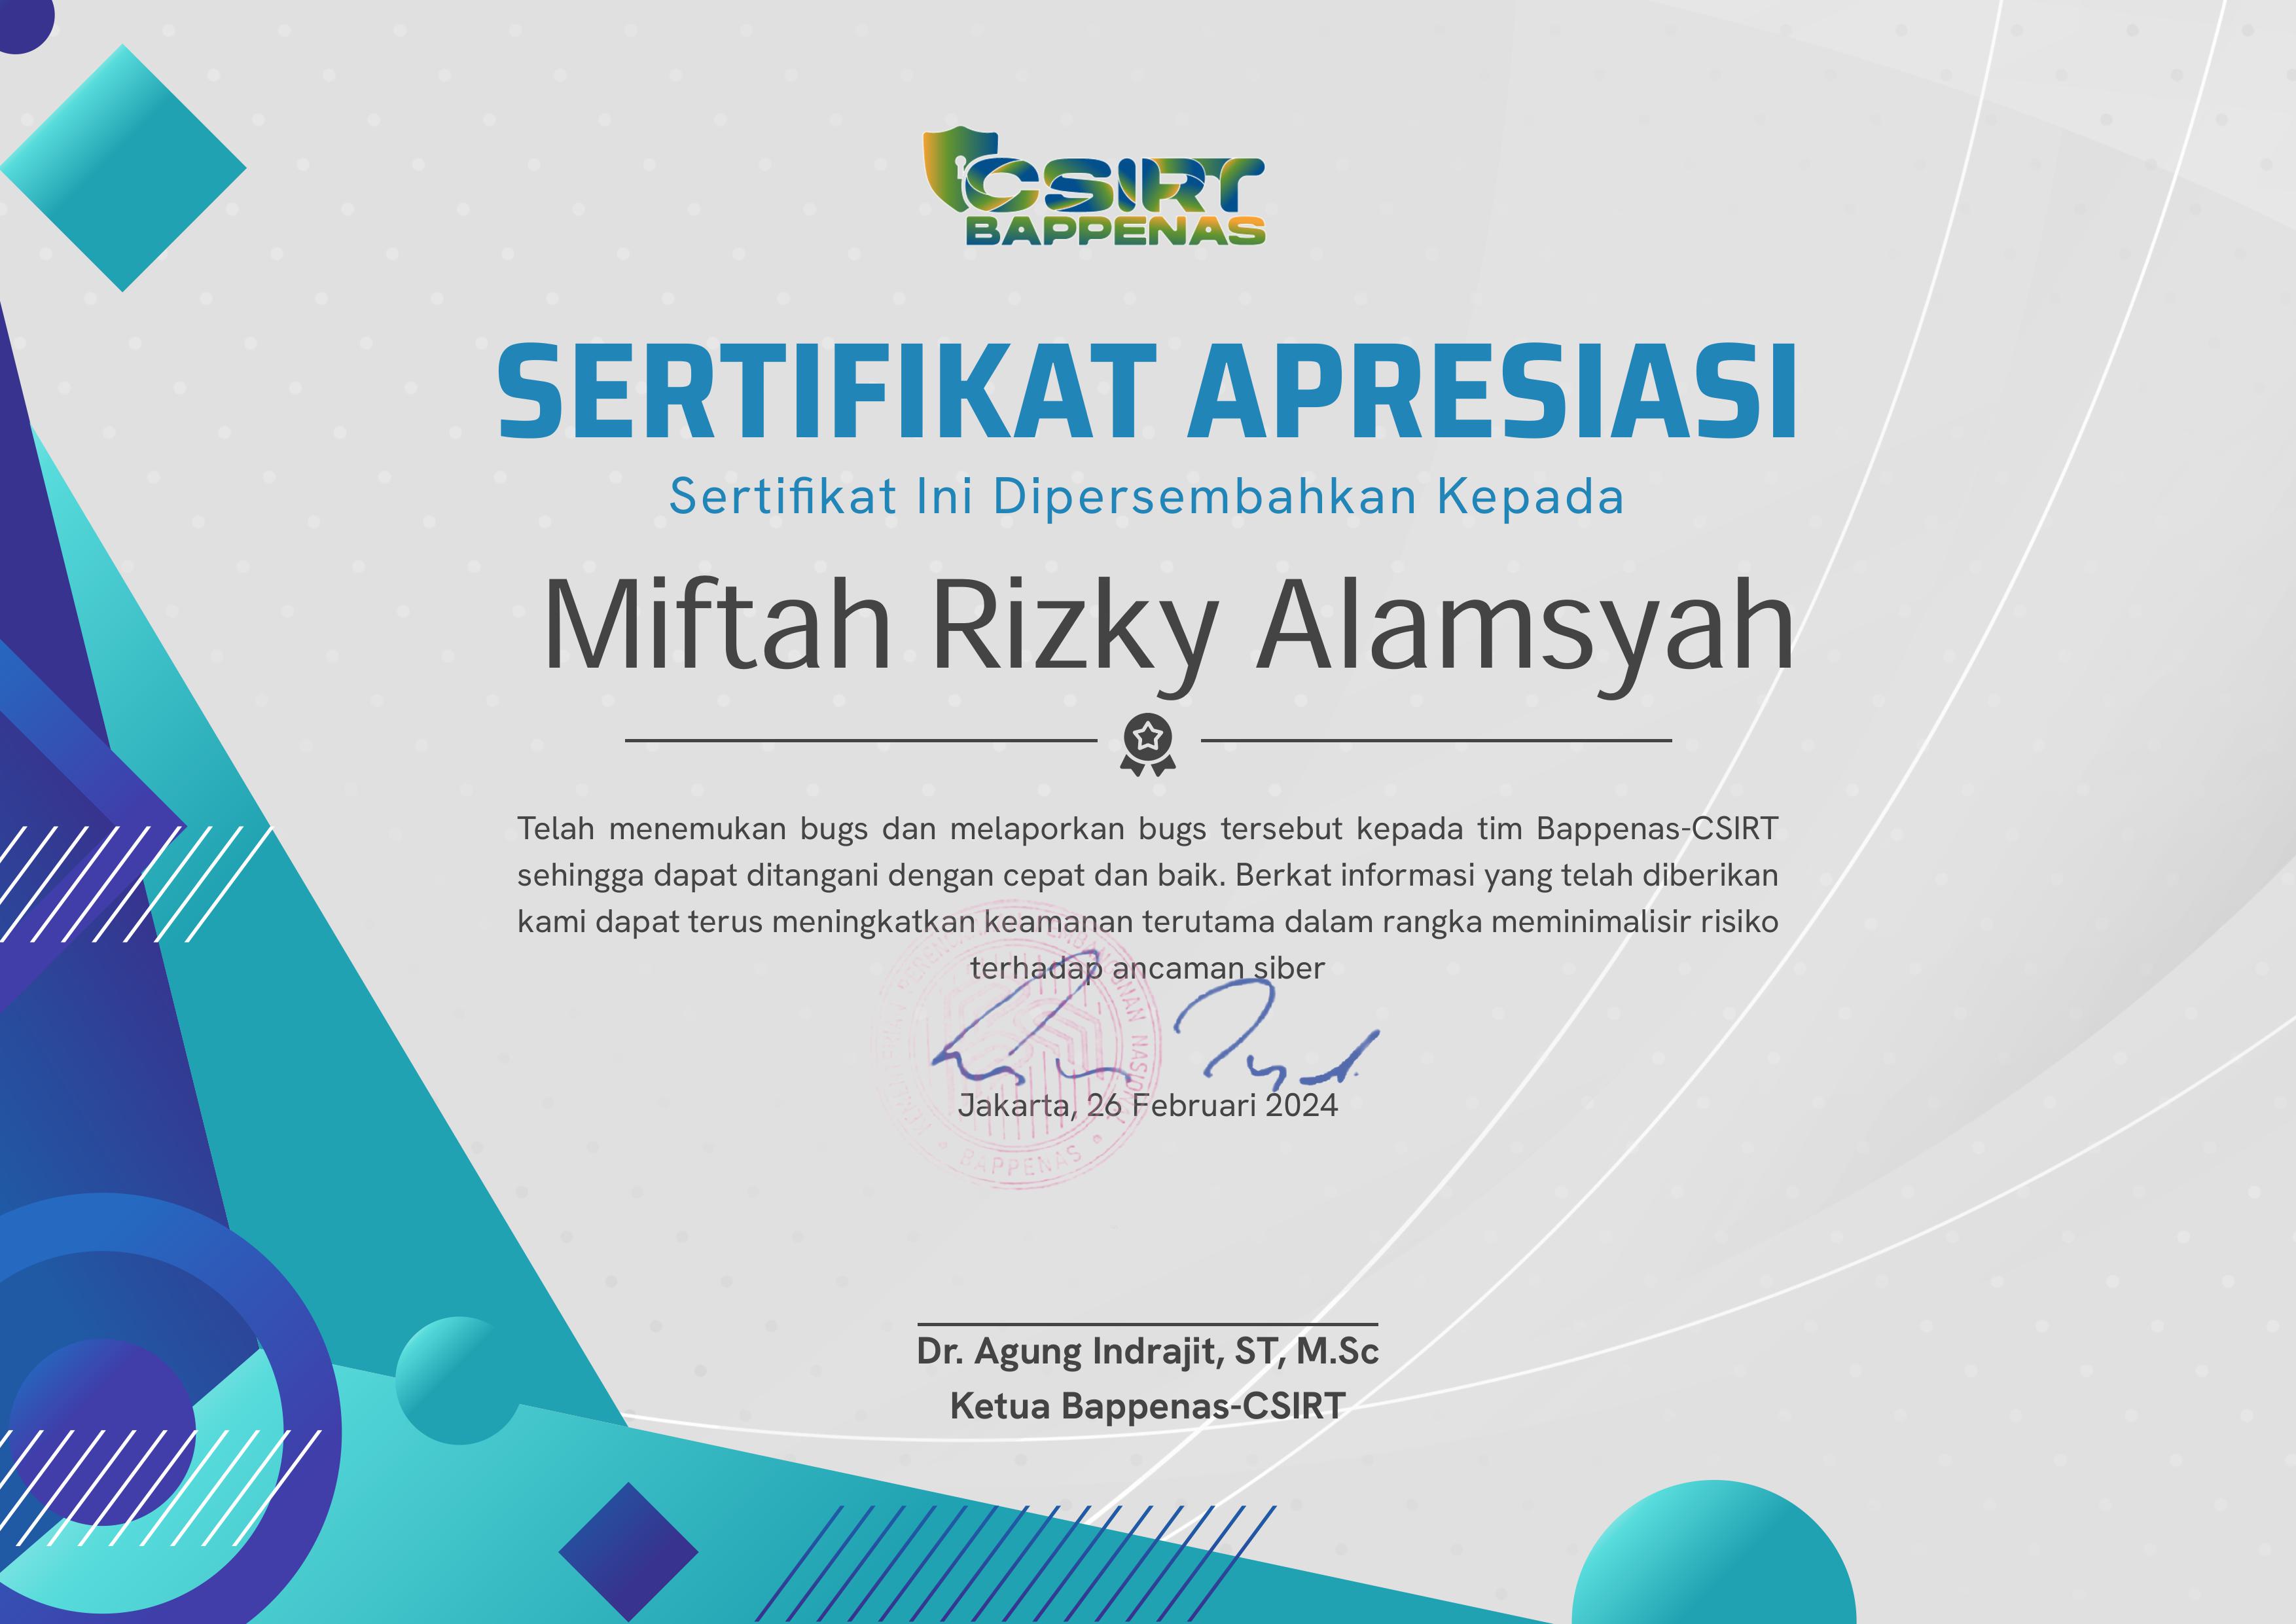 CSIRT
BAPPENAS
SERTIFIKAT APRESIASI
Sertifikat Ini Dipersembahkan Kepada
Miftah Rizky Alamsyah
Telah menemukan bugs dan melaporkan bugs tersebut kepada tim Bappenas-CSIRT
sehingga dapat ditangani dengan cepat dan baik. Berkat informasi yang telah diberikan
kami dapat terus meningkatkan keamanan terutama dalam rangka meminimalisir risiko
terhadap ancaman siber
NASIONAL
BAPPENAS
Jakarta, 26 Februari 2024
Dr. Agung Indrajit, ST, M.Sc
Ketua Bappenas-CSIRT